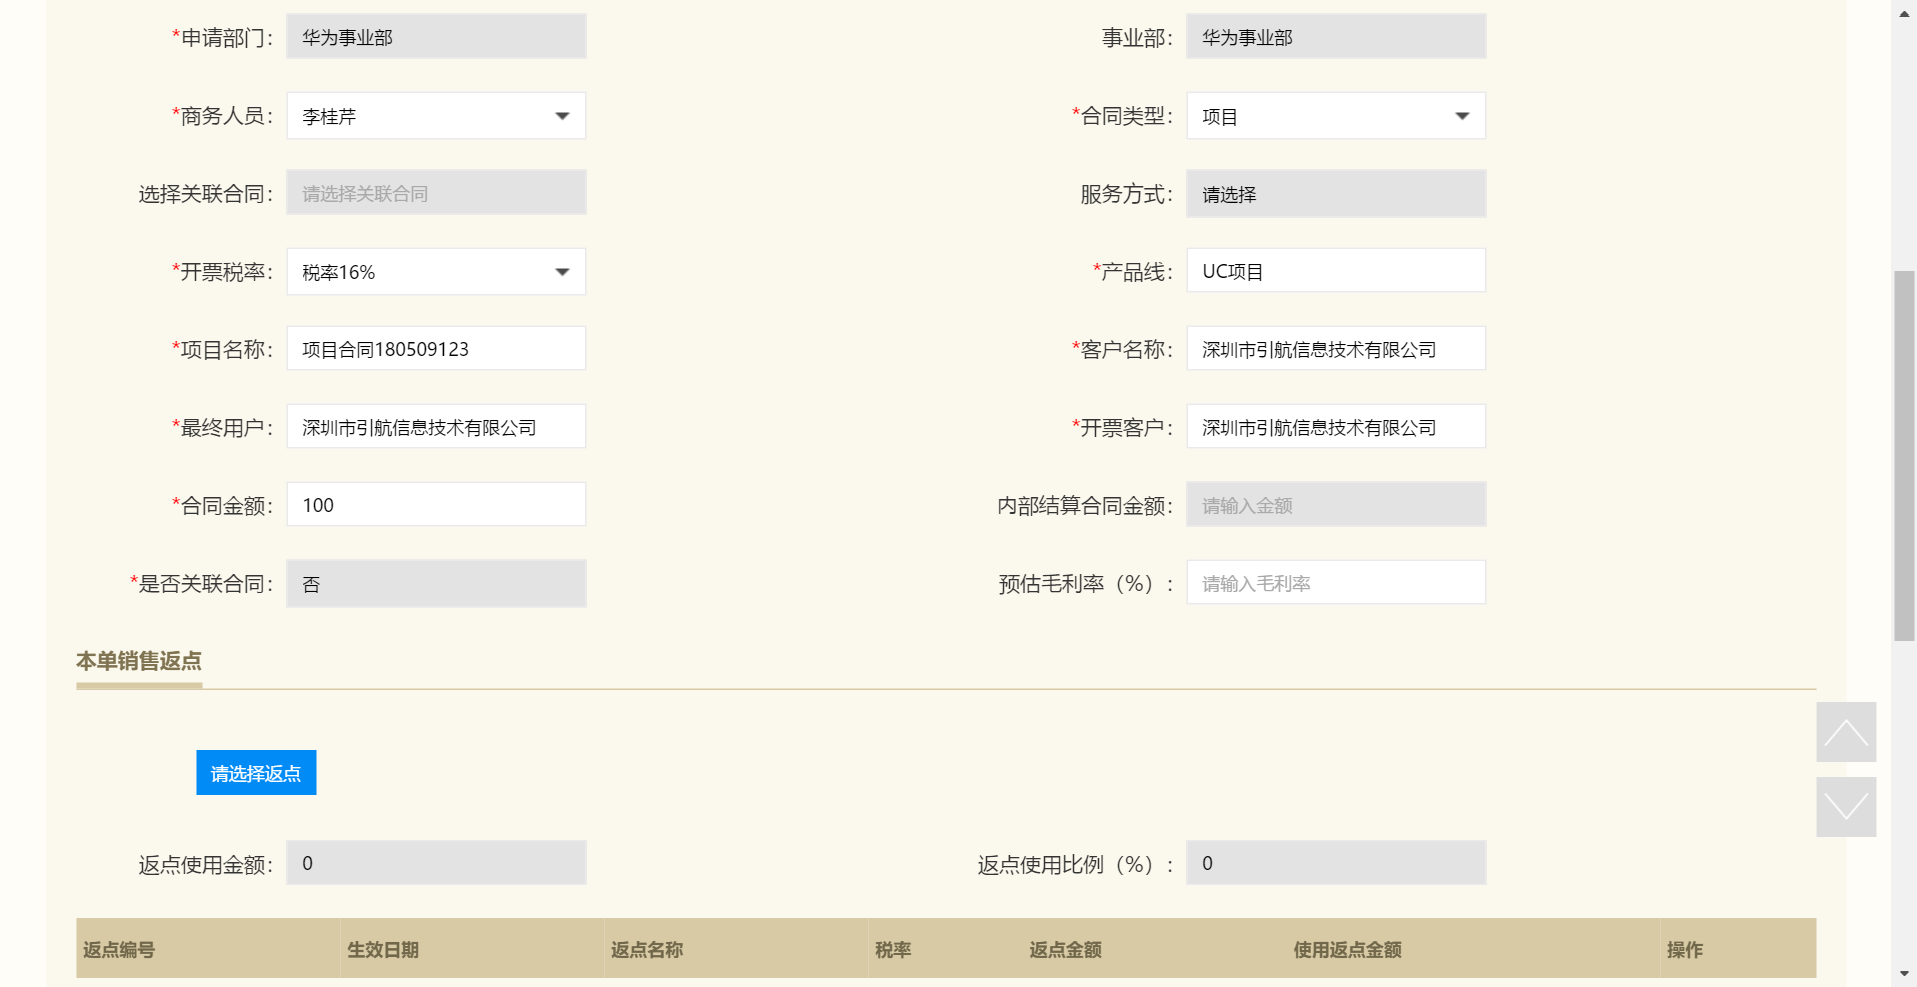 *申请部门： 华为事业部 事业部： 华为事业部
*商务人员： 李桂芹 *合同类型： 项目
选择关联合同： 请选择关联合同 服务方式： 请选择
*开票税率： 税率16% *产品线： UC项目
*项目名称： 项目合同180509123 *客户名称： 深圳市引航信息技术有限公司
*最终用户： 深圳市引航信息技术有限公司 *开票客户： 深圳市引航信息技术有限公司
*合同金额： 100 内部结算合同金额： 请输入金额
*是否关联合同： 否 预估毛利率（%）： 请输入毛利率
本单销售返点
请选择返点
返点使用金额： 0 返点使用比例（%）： 0
返点编号 生效日期 返点名称 税率 返点金额 使用返点金额 操作